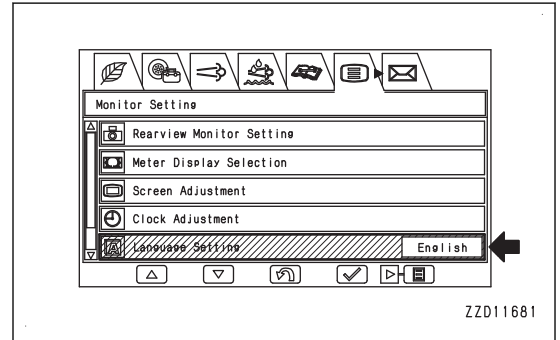 Monitor Setting
Rearview Monitor Setting
Meter Display Selection
Screen Adjustment
Clock Adjustment
Language Setting English
ZZD11681